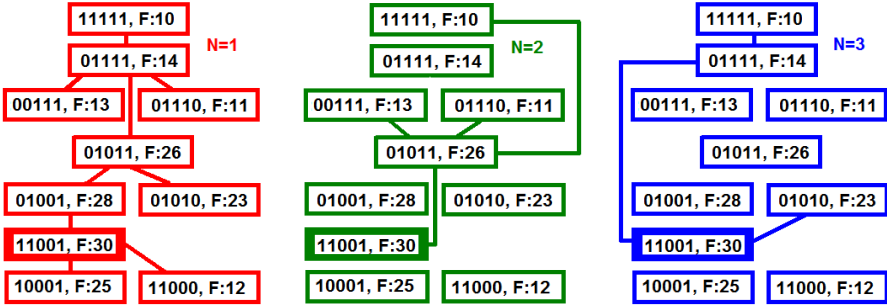 11111, F:10
01111, F:14
N=1
00111, F:13
01110, F:11
01011, F:26
01001, F:28
01010, F:23
11001, F:30
10001, F:25
11000, F:12
11111, F:10
N=2
01111, F:14
00111, F:13
01110, F:11
01011, F:26
01001, F:28
01010, F:23
11001, F:30
10001, F:25
11000, F:12
11111, F:10
N=3
01111, F:14
00111, F:13
01110, F:11
01011, F:26
01001, F:28
01010, F:23
11001, F:30
10001, F:25
11000, F:12